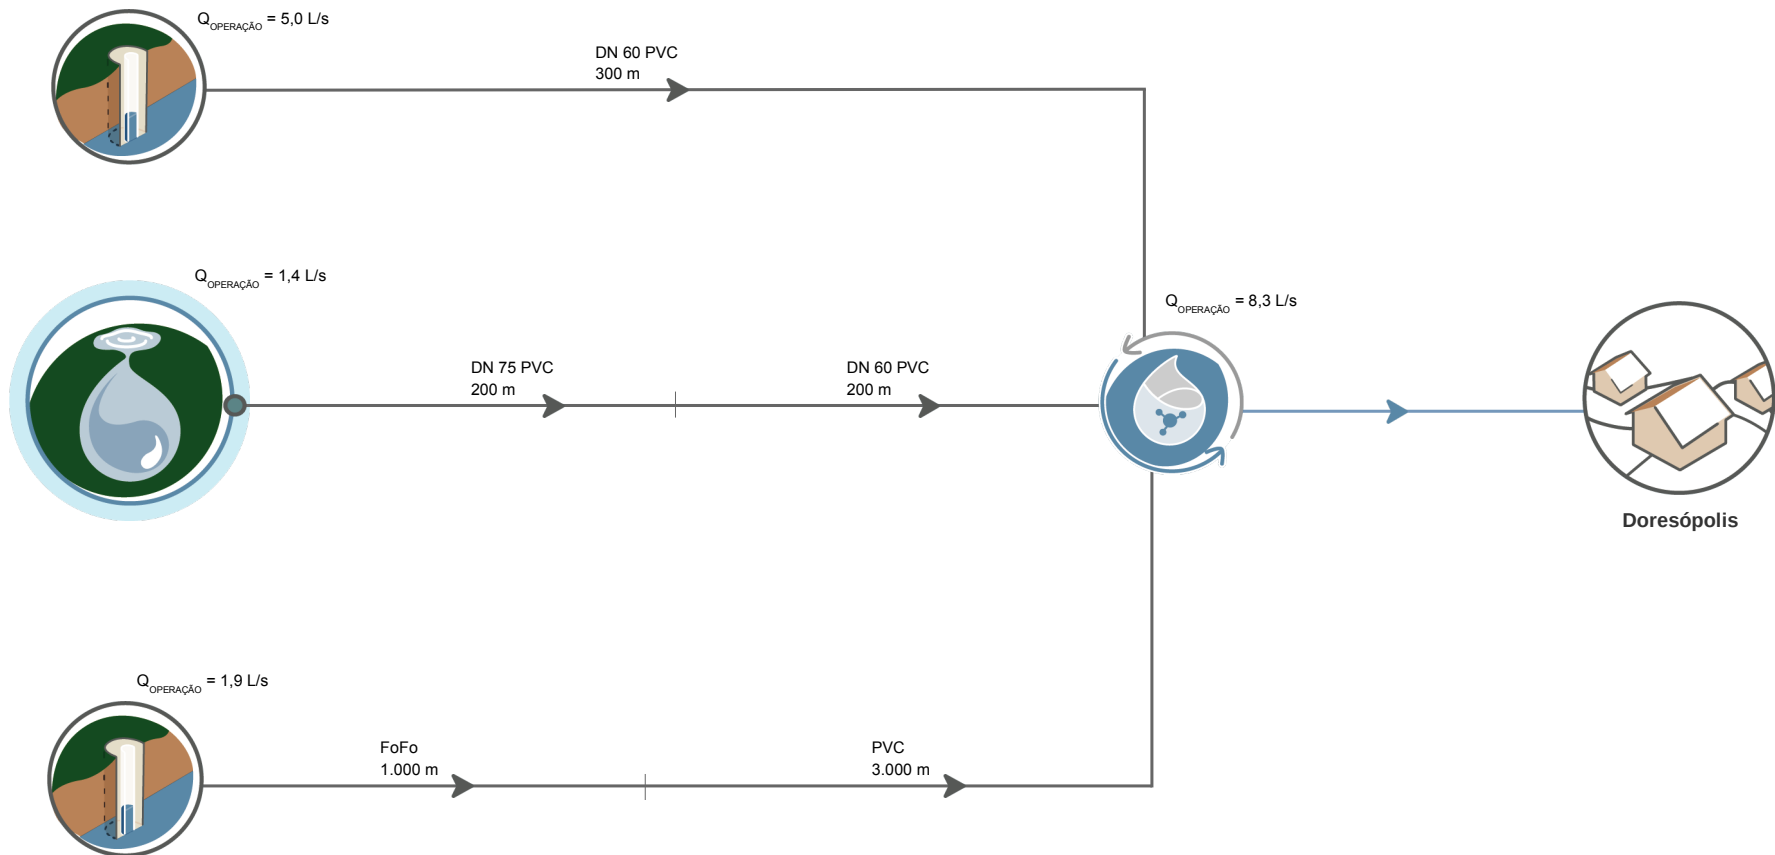 QOPERAÇÃO = 5,0 L/s
DN 60 PVC
300 m
QOPERAÇÃO = 1,4 L/s
DN 75 PVC
200 m
DN 60 PVC
200 m
QOPERAÇÃO = 8,3 L/s
Doresópolis
QOPERAÇÃO = 1,9 L/s
FoFo
1.000 m
PVC
3.000 m